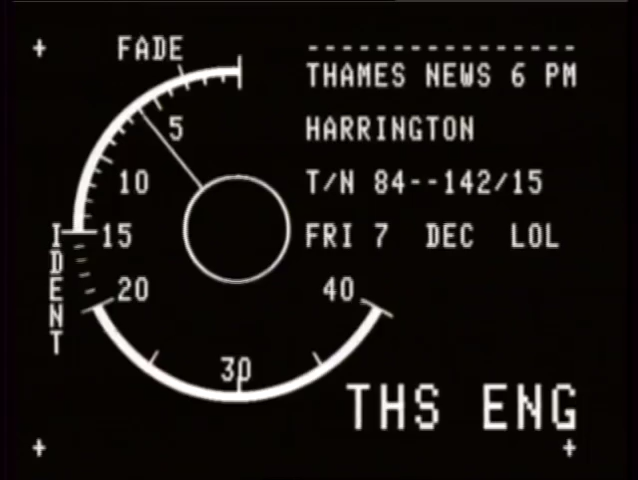 FADE
----------------
THAMES NEWS 6 PM
5
HARRINGTON
10
T/N 84--142/15
IDENT
15
FRI 7 DEC LOL
20
40
30
THS ENG